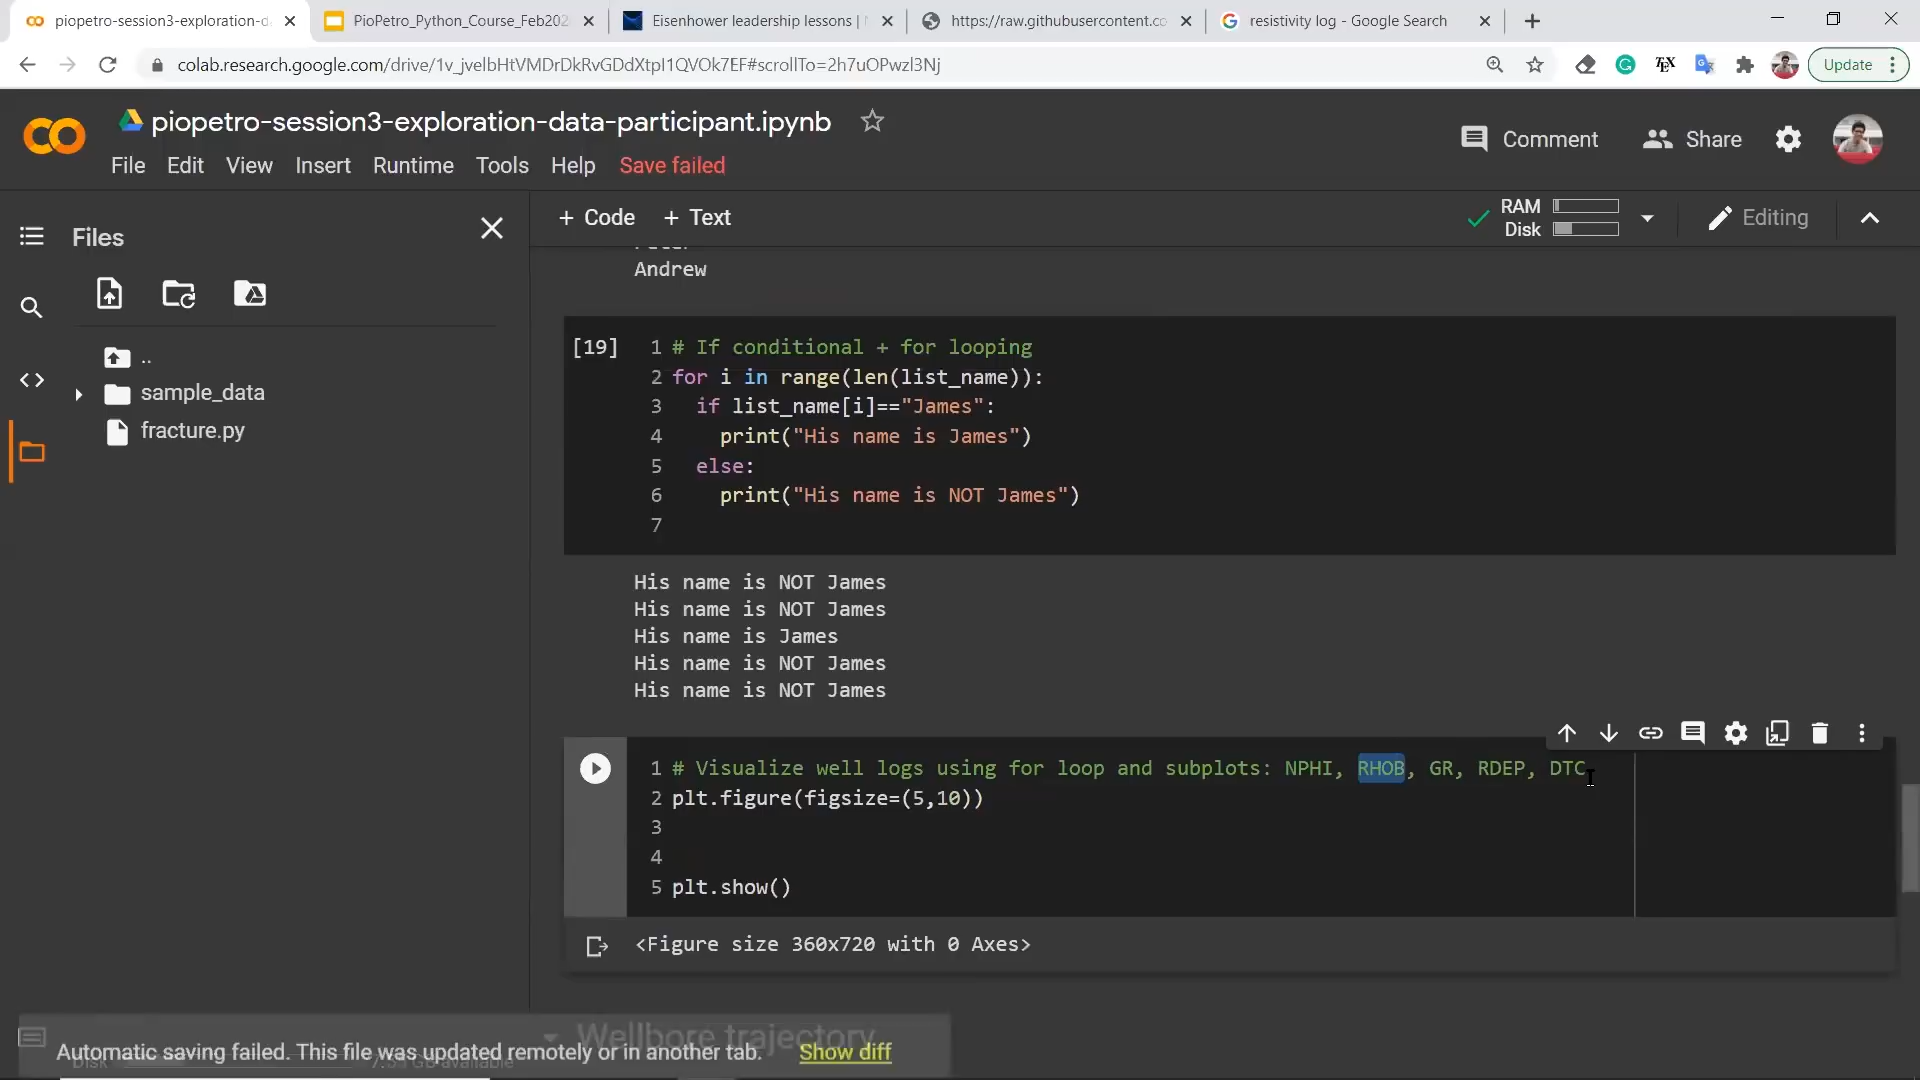 piopetro-session3-exploration-da
PioPetro_Python_Course_Feb202
Eisenhower leadership lessons |
https://raw.githubusercontent.co
resistivity log - Google Search
colab.research.google.com/drive/1v_jvelbHtVMDrDkRvGDdXtpl1QVOk7EF#scrollTo=2h7uOPwzl3Nj
Update
piopetro-session3-exploration-data-participant.ipynb
Comment
Share
File Edit View Insert Runtime Tools Help Save failed
Files
+ Code + Text
RAM
Disk
Editing
..
sample_data
fracture.py
Andrew
[19]
1 # If conditional + for looping
2 for i in range(len(list_name)):
3 if list_name[i]=="James":
4 print("His name is James")
5 else:
6 print("His name is NOT James")
7
His name is NOT James
His name is NOT James
His name is James
His name is NOT James
His name is NOT James
1 # Visualize well logs using for loop and subplots: NPHI, RHOB, GR, RDEP, DTC
2 plt.figure(figsize=(5,10))
3
4
5 plt.show()
<Figure size 360x720 with 0 Axes>
Wellbore trajectory
Automatic saving failed. This file was updated remotely or in another tab. Show diff
Disk